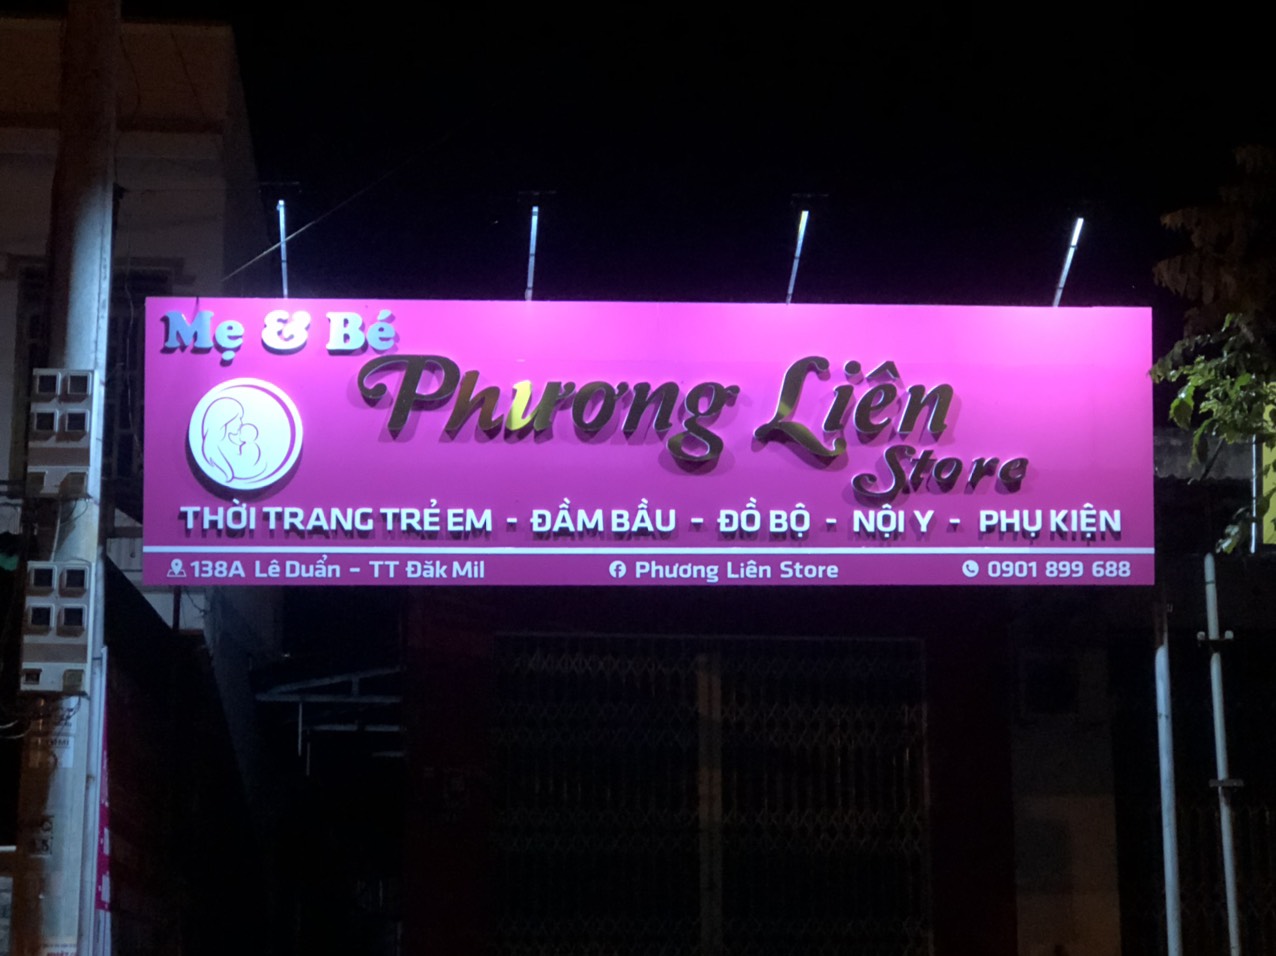 Mẹ & Bé
Phương Liên
Store
THỜI TRANG TRẺ EM - ĐẦM BẦU - ĐỒ BỘ - NỘI Y - PHỤ KIỆN
138A Lê Duẩn - TT Đăk Mil
Phương Liên Store
0901 899 688